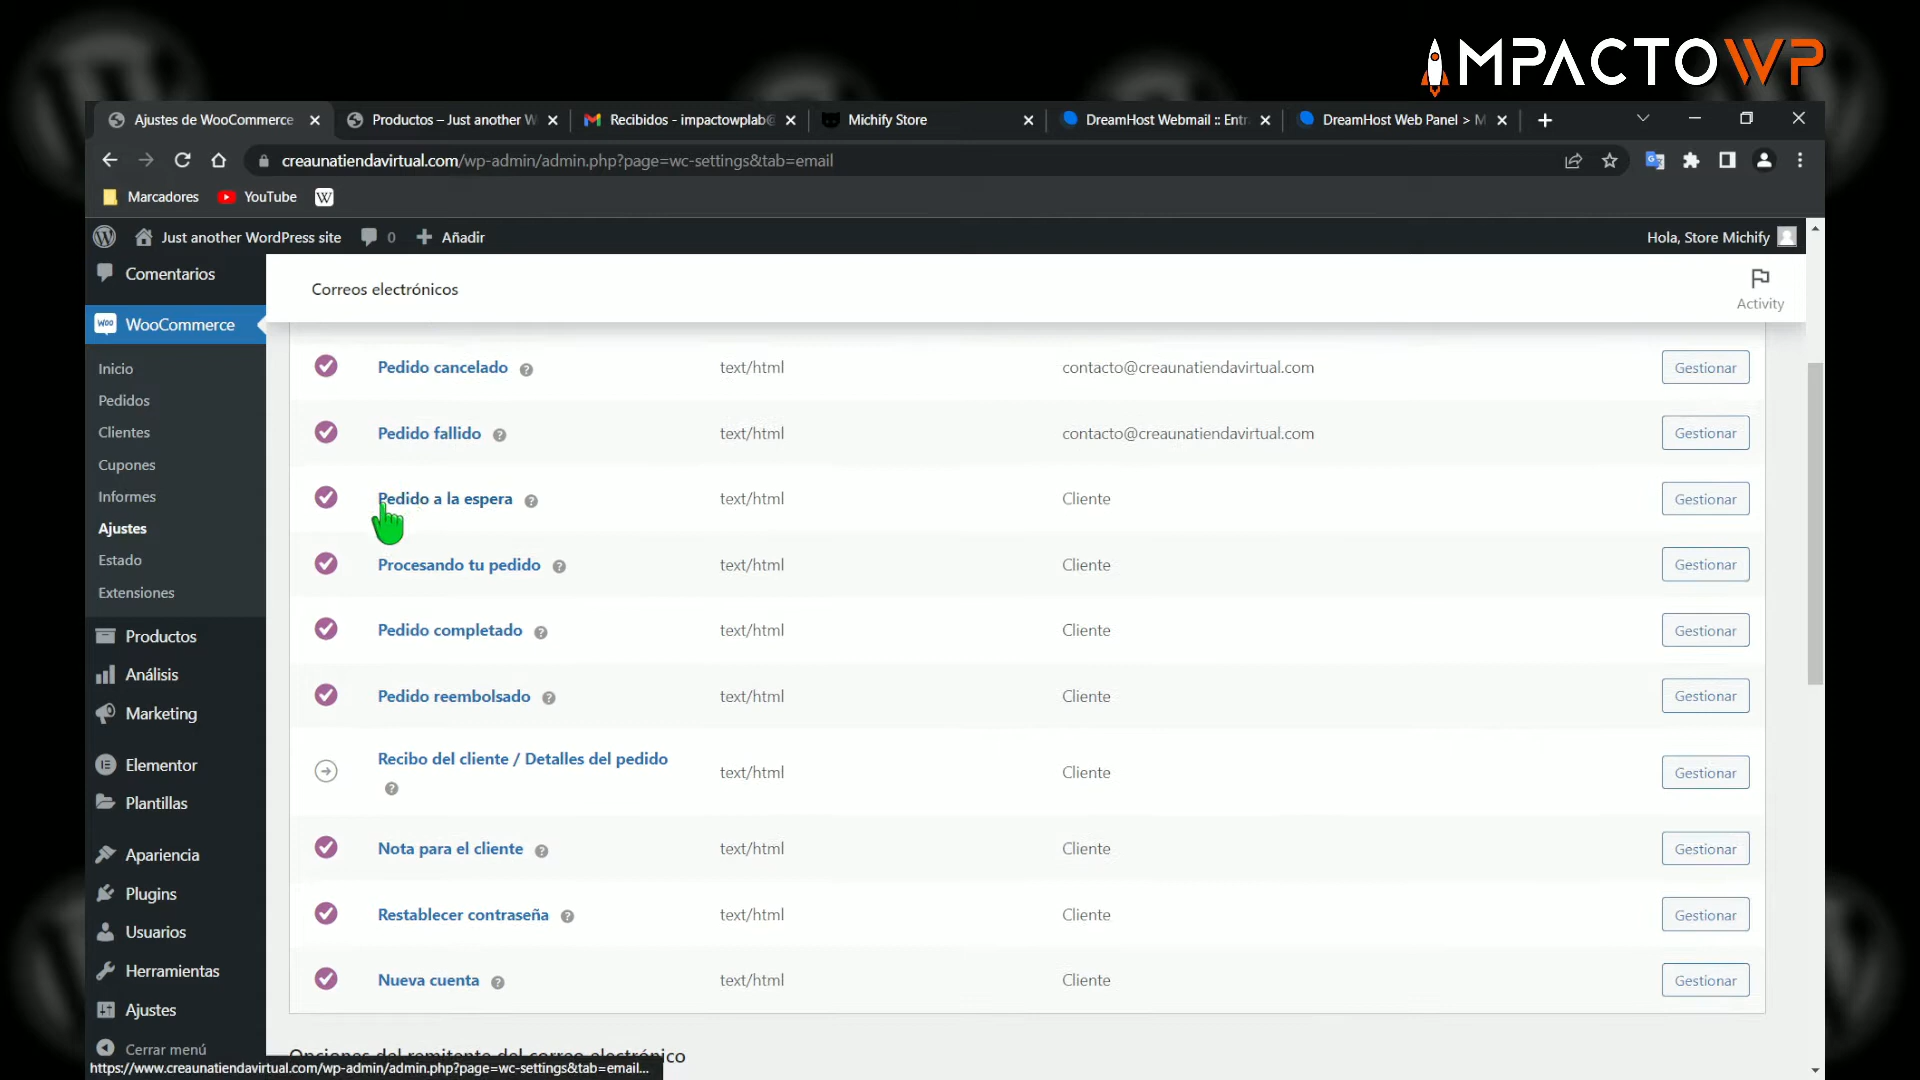 IMPACTOWP
Ajustes de WooCommerce
Productos – Just another W
Recibidos - impactowplab@
Michify Store
DreamHost Webmail :: Entr
DreamHost Web Panel > M
creaunatiendavirtual.com/wp-admin/admin.php?page=wc-settings&tab=email
Marcadores
YouTube
W
Just another WordPress site
0
Añadir
Hola, Store Michify
Comentarios
Correos electrónicos
Activity
WooCommerce
Inicio
Pedidos
Clientes
Cupones
Informes
Ajustes
Estado
Extensiones
Productos
Análisis
Marketing
Elementor
Plantillas
Apariencia
Plugins
Usuarios
Herramientas
Ajustes
Cerrar menú
Pedido cancelado ? text/html contacto@creaunatiendavirtual.com Gestionar
Pedido fallido ? text/html contacto@creaunatiendavirtual.com Gestionar
Pedido a la espera ? text/html Cliente Gestionar
Procesando tu pedido ? text/html Cliente Gestionar
Pedido completado ? text/html Cliente Gestionar
Pedido reembolsado ? text/html Cliente Gestionar
Recibo del cliente / Detalles del pedido ? text/html Cliente Gestionar
Nota para el cliente ? text/html Cliente Gestionar
Restablecer contraseña ? text/html Cliente Gestionar
Nueva cuenta ? text/html Cliente Gestionar
Opciones del remitente del correo electrónico
https://www.creaunatiendavirtual.com/wp-admin/admin.php?page=wc-settings&tab=email...